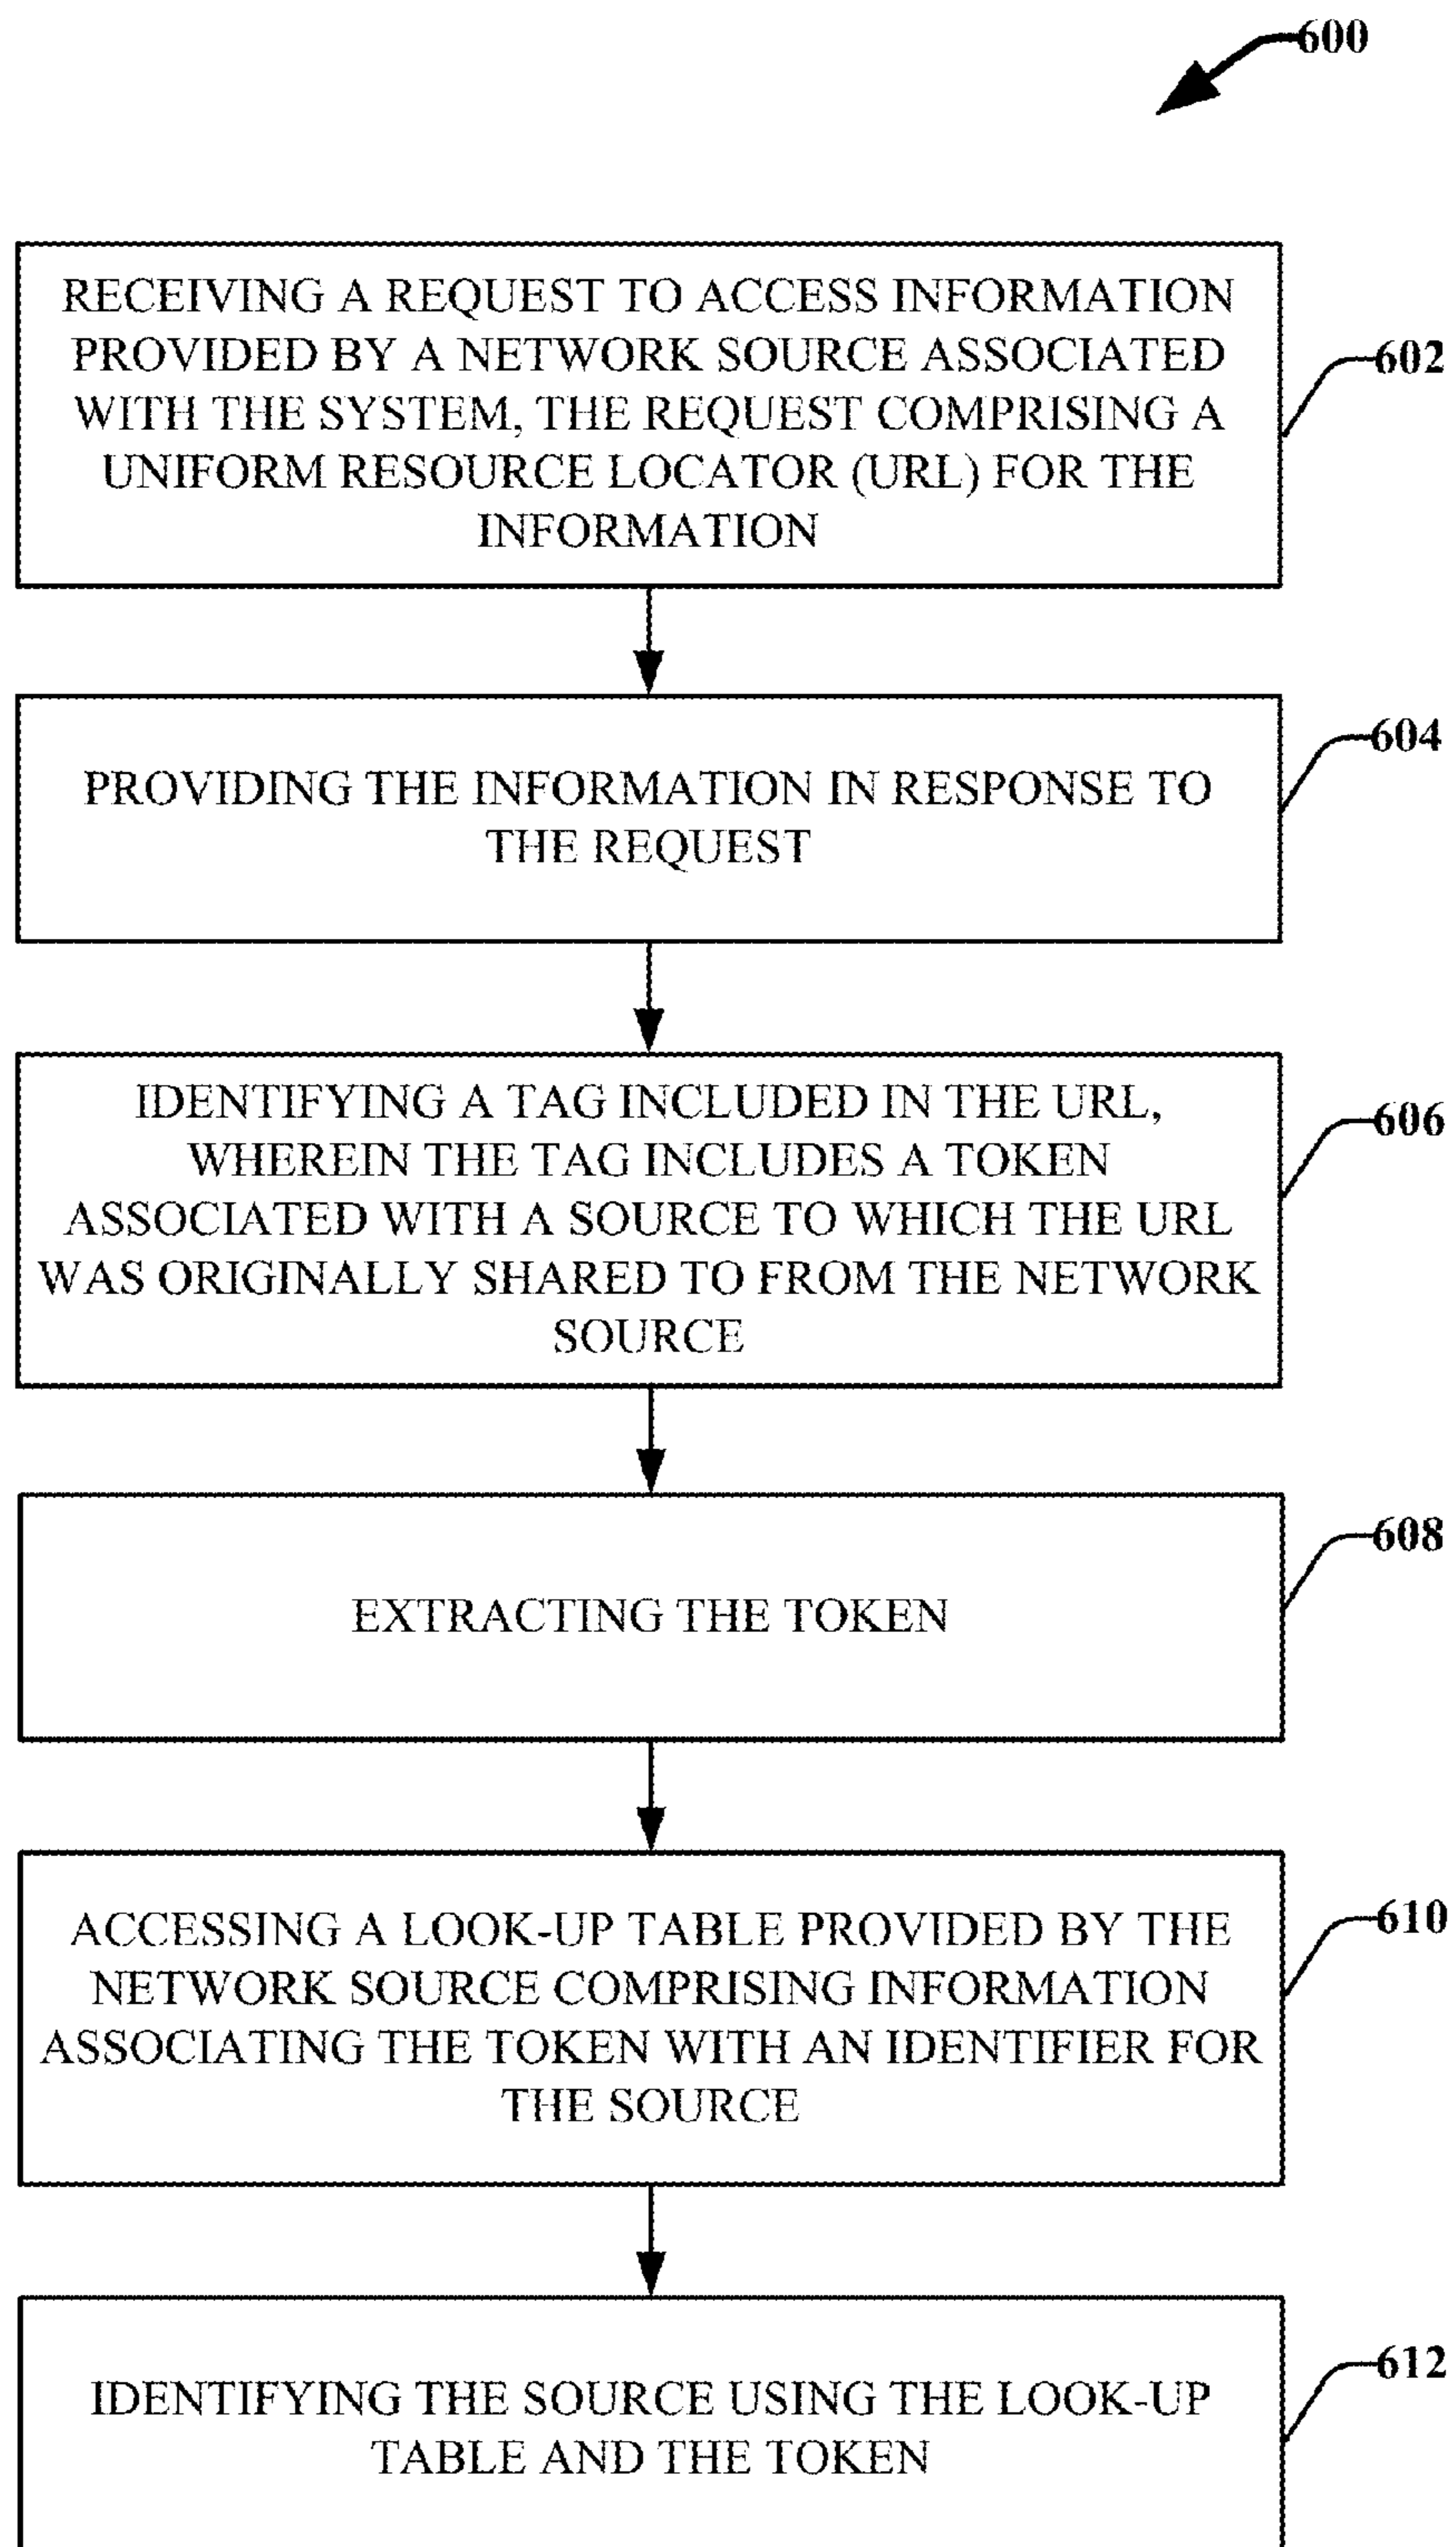 600
RECEIVING A REQUEST TO ACCESS INFORMATION
PROVIDED BY A NETWORK SOURCE ASSOCIATED
WITH THE SYSTEM, THE REQUEST COMPRISING A
UNIFORM RESOURCE LOCATOR (URL) FOR THE
INFORMATION
602
PROVIDING THE INFORMATION IN RESPONSE TO
THE REQUEST
604
IDENTIFYING A TAG INCLUDED IN THE URL,
WHEREIN THE TAG INCLUDES A TOKEN
ASSOCIATED WITH A SOURCE TO WHICH THE URL
WAS ORIGINALLY SHARED TO FROM THE NETWORK
SOURCE
606
EXTRACTING THE TOKEN
608
ACCESSING A LOOK-UP TABLE PROVIDED BY THE
NETWORK SOURCE COMPRISING INFORMATION
ASSOCIATING THE TOKEN WITH AN IDENTIFIER FOR
THE SOURCE
610
IDENTIFYING THE SOURCE USING THE LOOK-UP
TABLE AND THE TOKEN
612